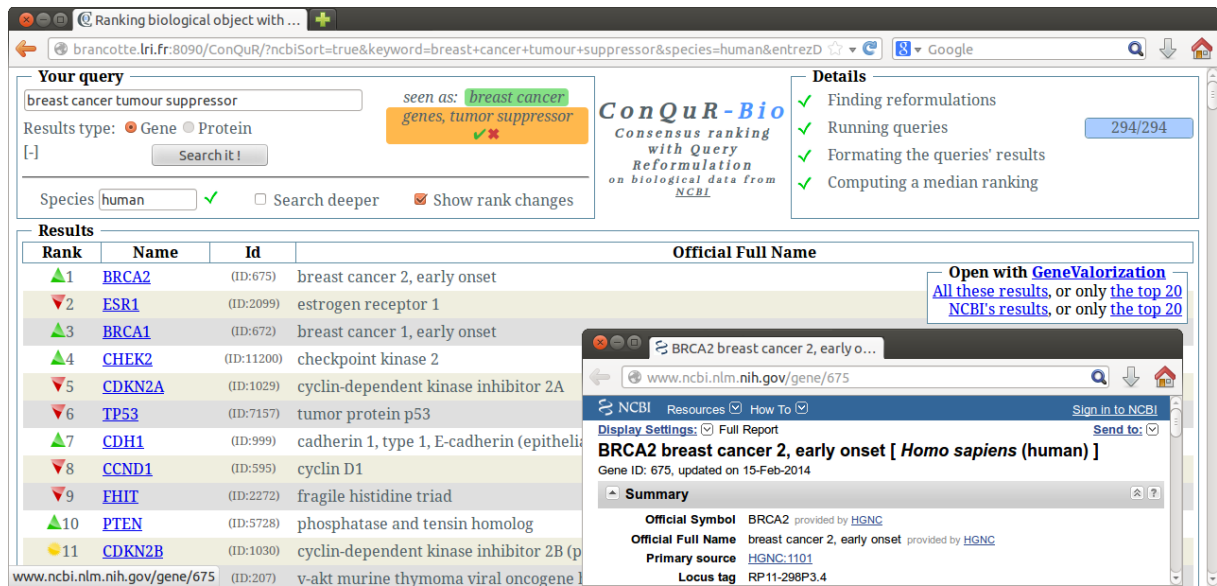 Ranking biological object with ...
brancotte.lri.fr:8090/ConQuR/?ncbiSort=true&keyword=breast+cancer+tumour+suppressor&species=human&entrezD
Google
Your query
breast cancer tumour suppressor
seen as: breast cancer
genes, tumor suppressor
Results type: Gene Protein
[-] Search it !
Species human Search deeper Show rank changes
ConQuR-Bio
Consensus ranking
with Query
Reformulation
on biological data from
NCBI
Details
Finding reformulations
Running queries 294/294
Formating the queries' results
Computing a median ranking
Results
Rank Name Id Official Full Name
1 BRCA2 (ID:675) breast cancer 2, early onset
2 ESR1 (ID:2099) estrogen receptor 1
3 BRCA1 (ID:672) breast cancer 1, early onset
4 CHEK2 (ID:11200) checkpoint kinase 2
5 CDKN2A (ID:1029) cyclin-dependent kinase inhibitor 2A
6 TP53 (ID:7157) tumor protein p53
7 CDH1 (ID:999) cadherin 1, type 1, E-cadherin (epitheli
8 CCND1 (ID:595) cyclin D1
9 FHIT (ID:2272) fragile histidine triad
10 PTEN (ID:5728) phosphatase and tensin homolog
11 CDKN2B (ID:1030) cyclin-dependent kinase inhibitor 2B (p
(ID:207) v-akt murine thymoma viral oncogene
www.ncbi.nlm.nih.gov/gene/675
Open with GeneValorization
All these results, or only the top 20
NCBI's results, or only the top 20
BRCA2 breast cancer 2, early o...
www.ncbi.nlm.nih.gov/gene/675
NCBI Resources How To Sign in to NCBI
Display Settings: Full Report Send to:
BRCA2 breast cancer 2, early onset [ Homo sapiens (human) ]
Gene ID: 675, updated on 15-Feb-2014
Summary ?
Official Symbol BRCA2 provided by HGNC
Official Full Name breast cancer 2, early onset provided by HGNC
Primary source HGNC:1101
Locus tag RP11-298P3.4